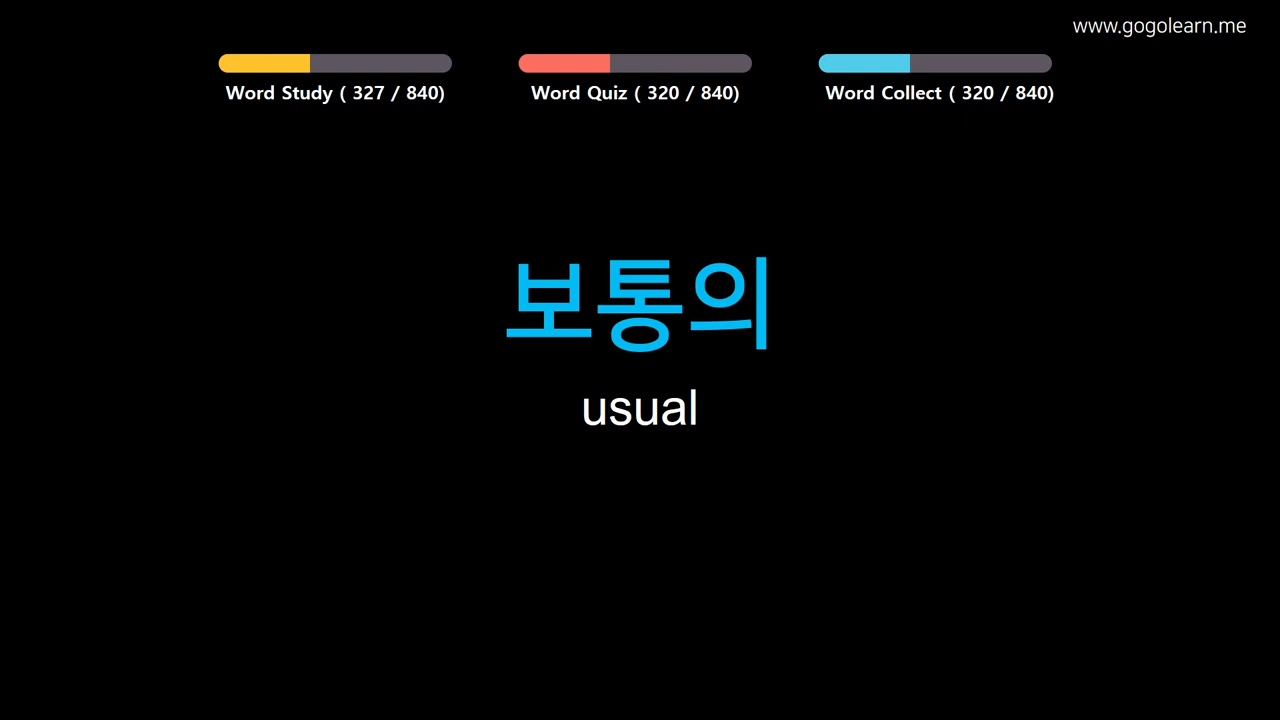 www.gogolearn.me
Word Study ( 327 / 840)
Word Quiz ( 320 / 840)
Word Collect ( 320 / 840)
보통의
usual